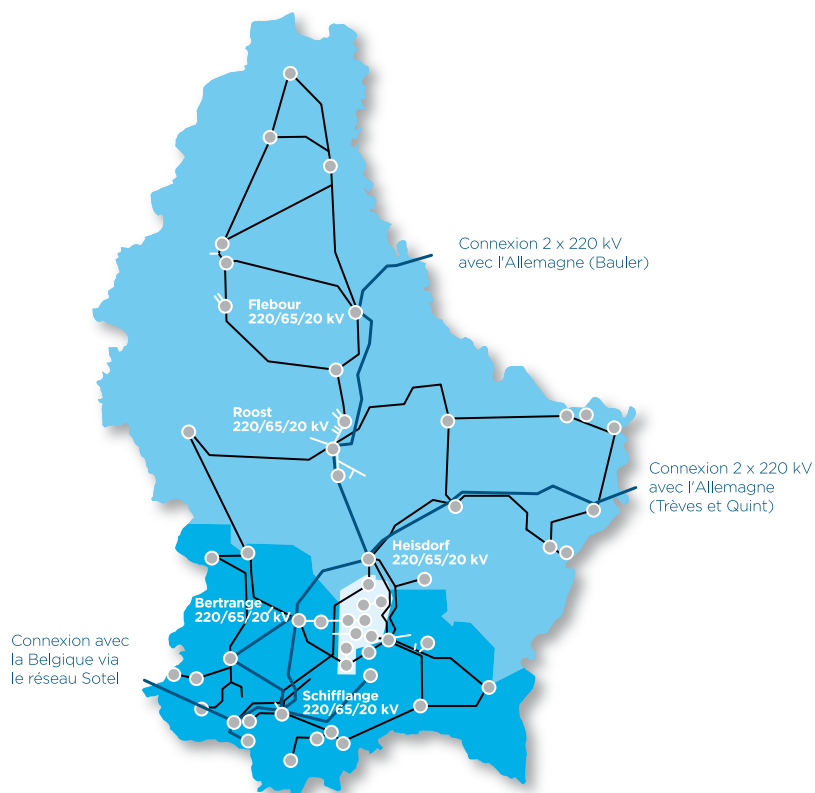 Connexion 2 x 220 kV
avec l'Allemagne (Bauler)
Flebour
220/65/20 kV
Roost
220/65/20 kV
Connexion 2 x 220 kV
avec l'Allemagne
(Trèves et Quint)
Heisdorf
220/65/20 kV
Bertrange
220/65/20 kV
Connexion avec
la Belgique via
le réseau Sotel
Schifflange
220/65/20 kV